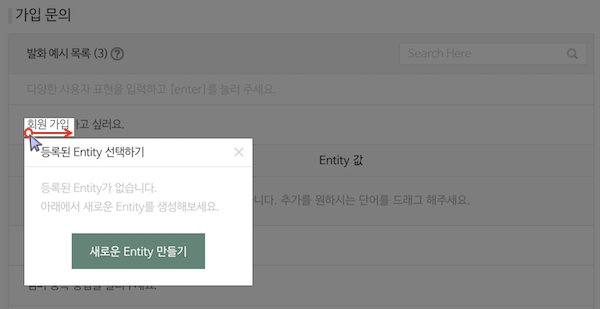 가입 문의
발화 예시 목록 (3) ?
Search Here
다양한 사용자 표현을 입력하고 [enter]를 눌러 주세요.
회원 가입하고 싶러요.
등록된 Entity 선택하기
Entity 값
등록된 Entity가 없습니다.
아래에서 새로운 Entity를 생성해보세요.
니다. 추가를 원하시는 단어를 드래그 해주세요.
새로운 Entity 만들기